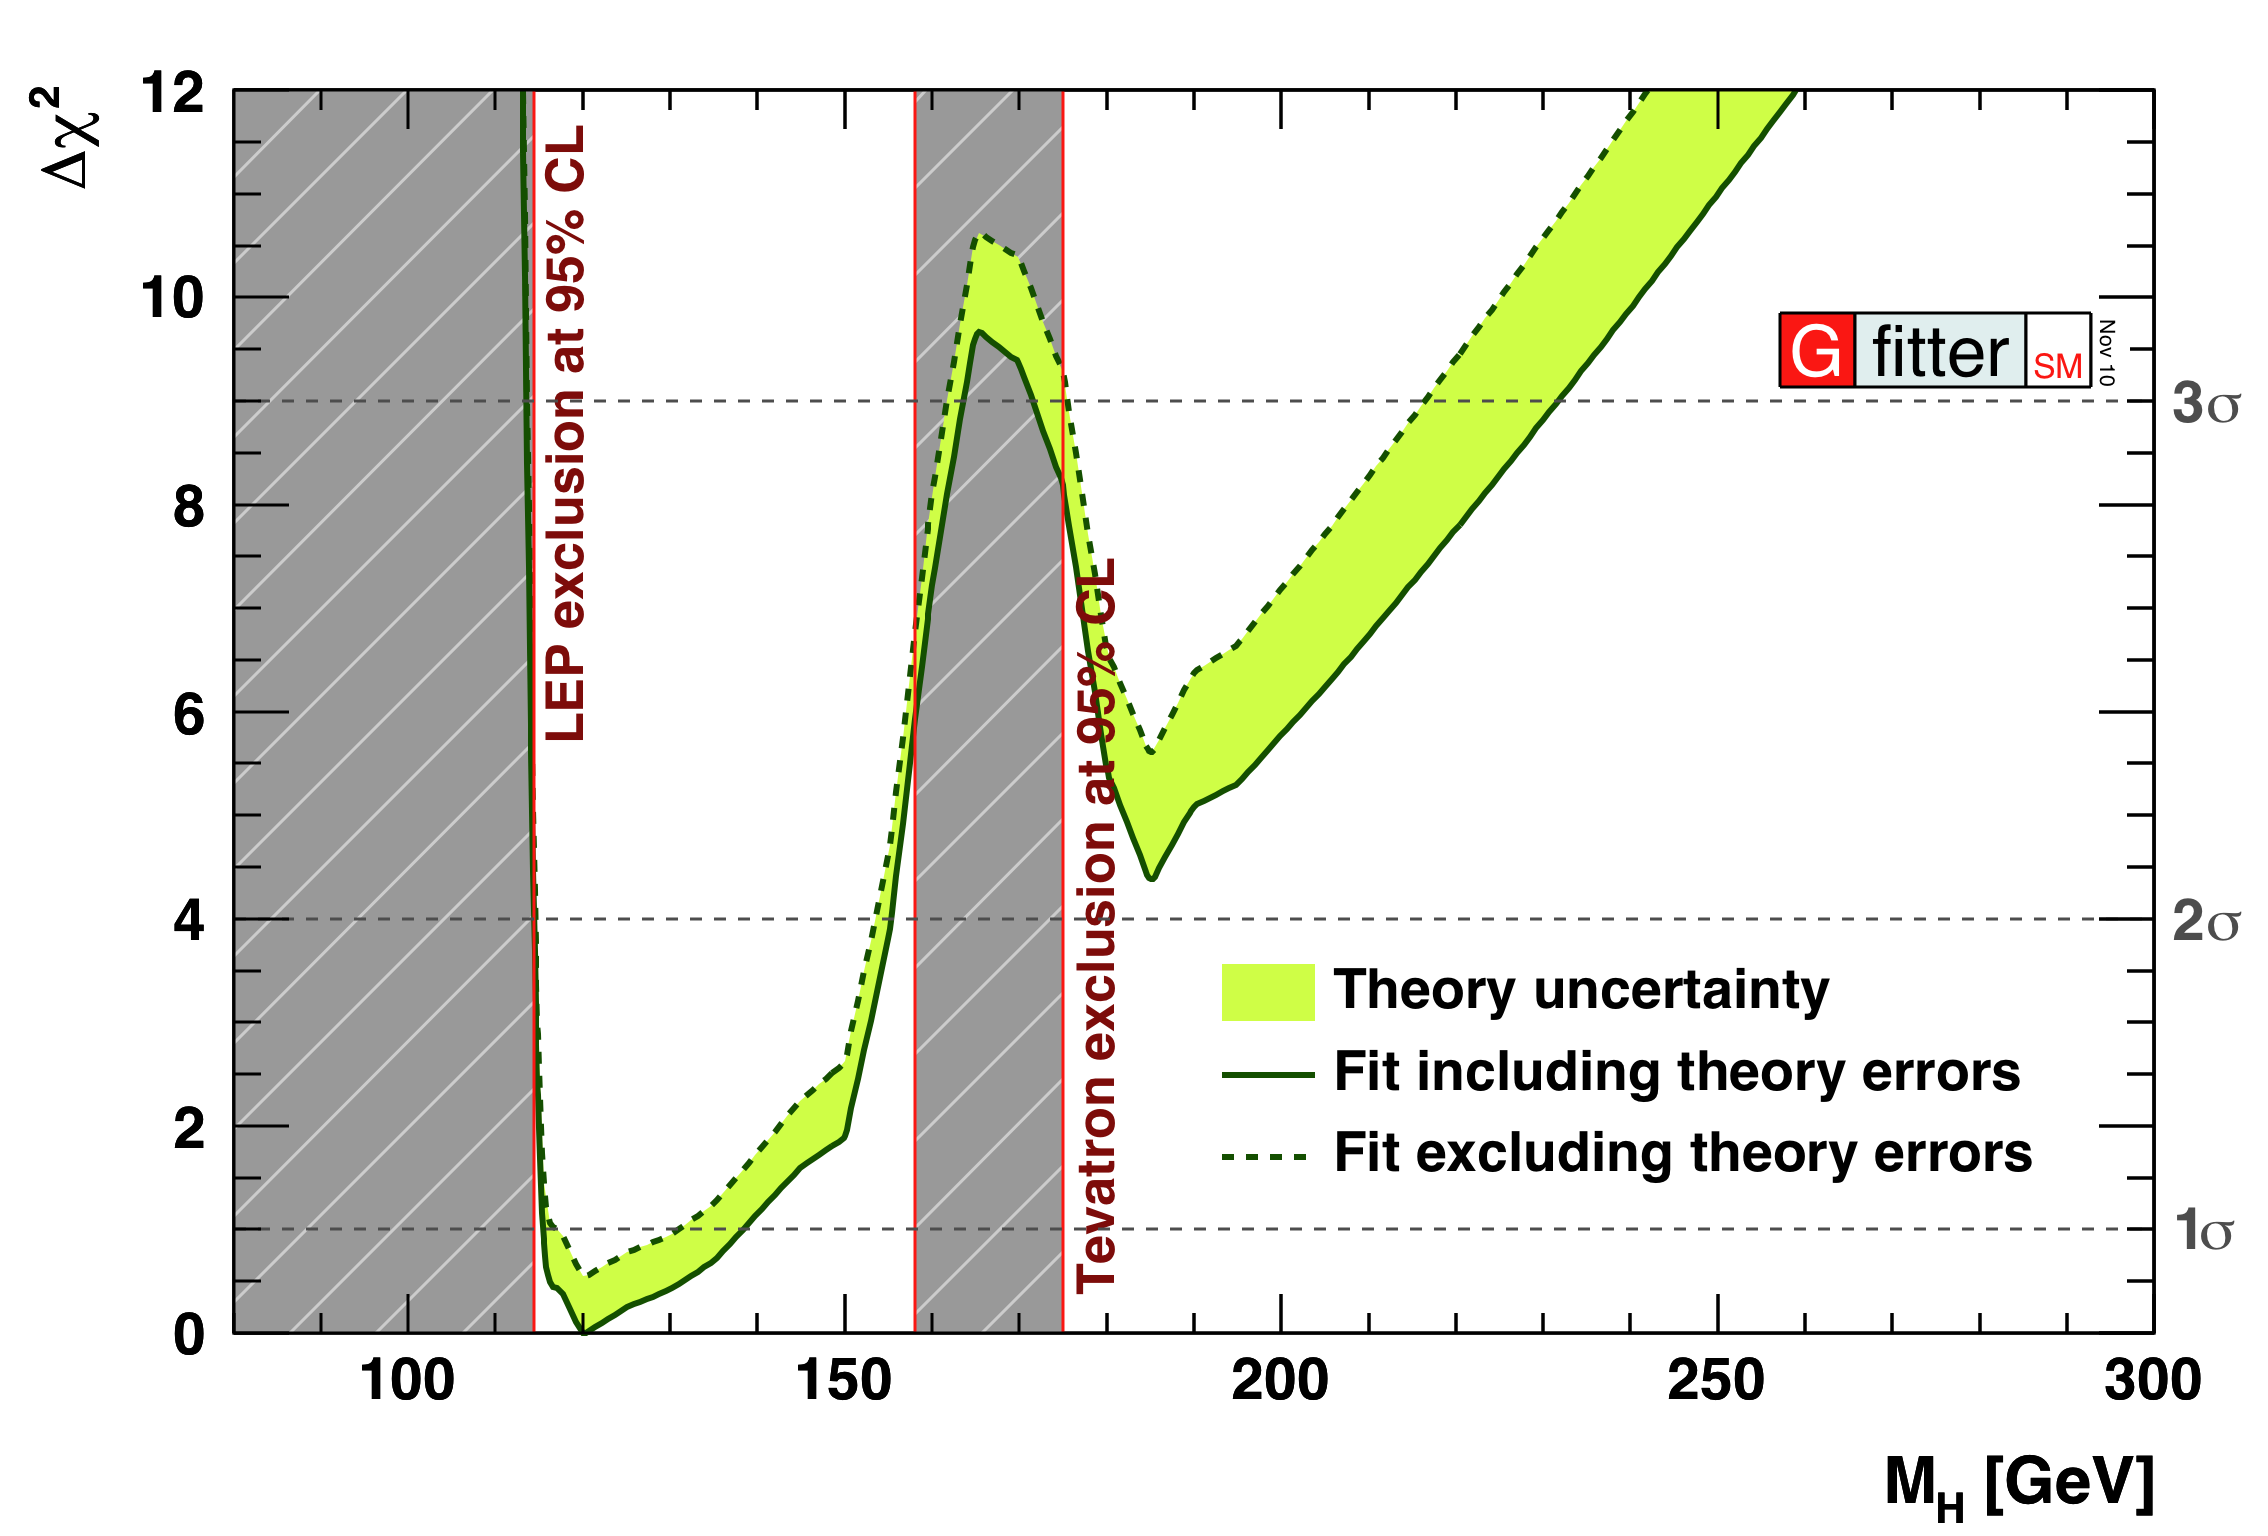 Δχ²
12
10
8
6
4
2
0
100
150
200
250
300
M_H [GeV]
LEP exclusion at 95% CL
Tevatron exclusion at 95% CL
G fitter SM
Nov 10
3σ
2σ
1σ
Theory uncertainty
Fit including theory errors
Fit excluding theory errors